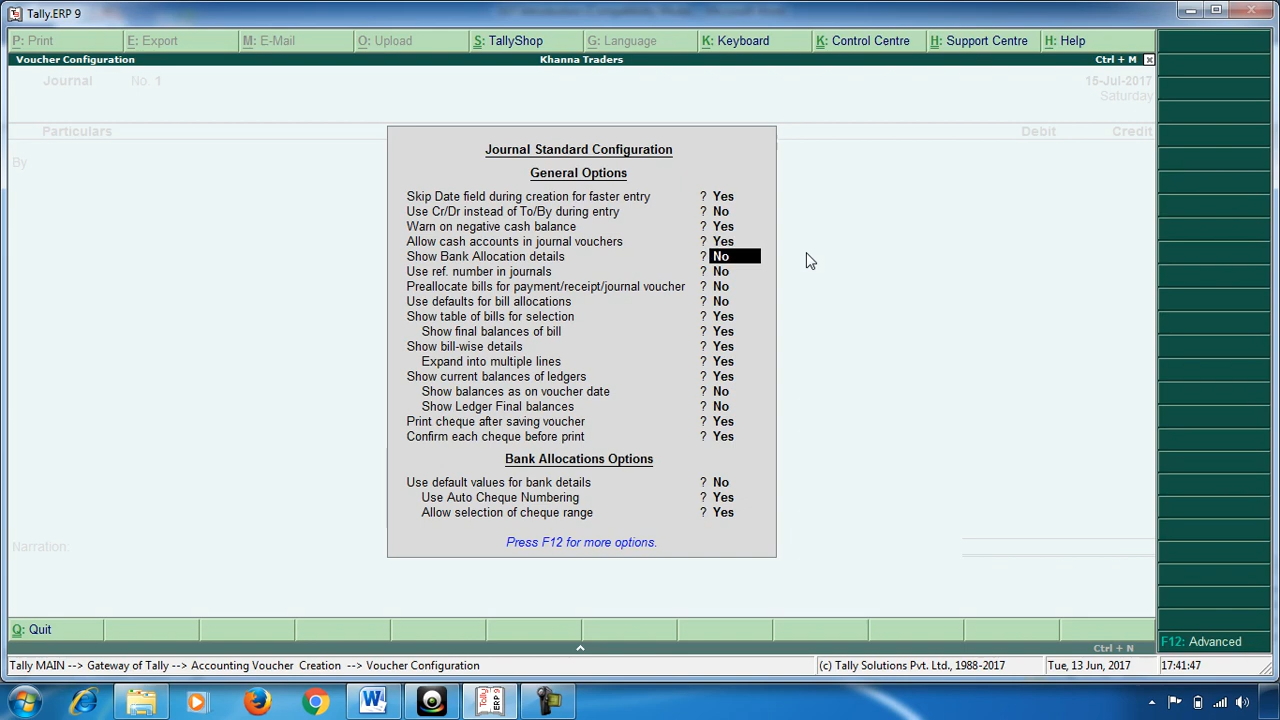 Tally.ERP 9
P: Print E: Export M: E-Mail O: Upload S: TallyShop G: Language K: Keyboard K: Control Centre H: Support Centre H: Help
Voucher Configuration Khanna Traders Ctrl + M
Journal No 1 15-Jul-2017
Saturday
Particulars Debit Credit
By
Journal Standard Configuration
General Options
Skip Date field during creation for faster entry ? Yes
Use Cr/Dr instead of To/By during entry ? No
Warn on negative cash balance ? Yes
Allow cash accounts in journal vouchers ? Yes
Show Bank Allocation details ? No
Use ref. number in journals ? No
Preallocate bills for payment/receipt/journal voucher ? No
Use defaults for bill allocations ? No
Show table of bills for selection ? Yes
Show final balances of bill ? Yes
Show bill-wise details ? Yes
Expand into multiple lines ? Yes
Show current balances of ledgers ? Yes
Show balances as on voucher date ? No
Show Ledger Final balances ? No
Print cheque after saving voucher ? Yes
Confirm each cheque before print ? Yes
Bank Allocations Options
Use default values for bank details ? No
Use Auto Cheque Numbering ? Yes
Allow selection of cheque range ? Yes
Press F12 for more options.
Narration:
Q: Quit
F12: Advanced
Ctrl + N
Tally MAIN --> Gateway of Tally --> Accounting Voucher Creation --> Voucher Configuration (c) Tally Solutions Pvt. Ltd., 1988-2017 Tue, 13 Jun, 2017 17:41:47